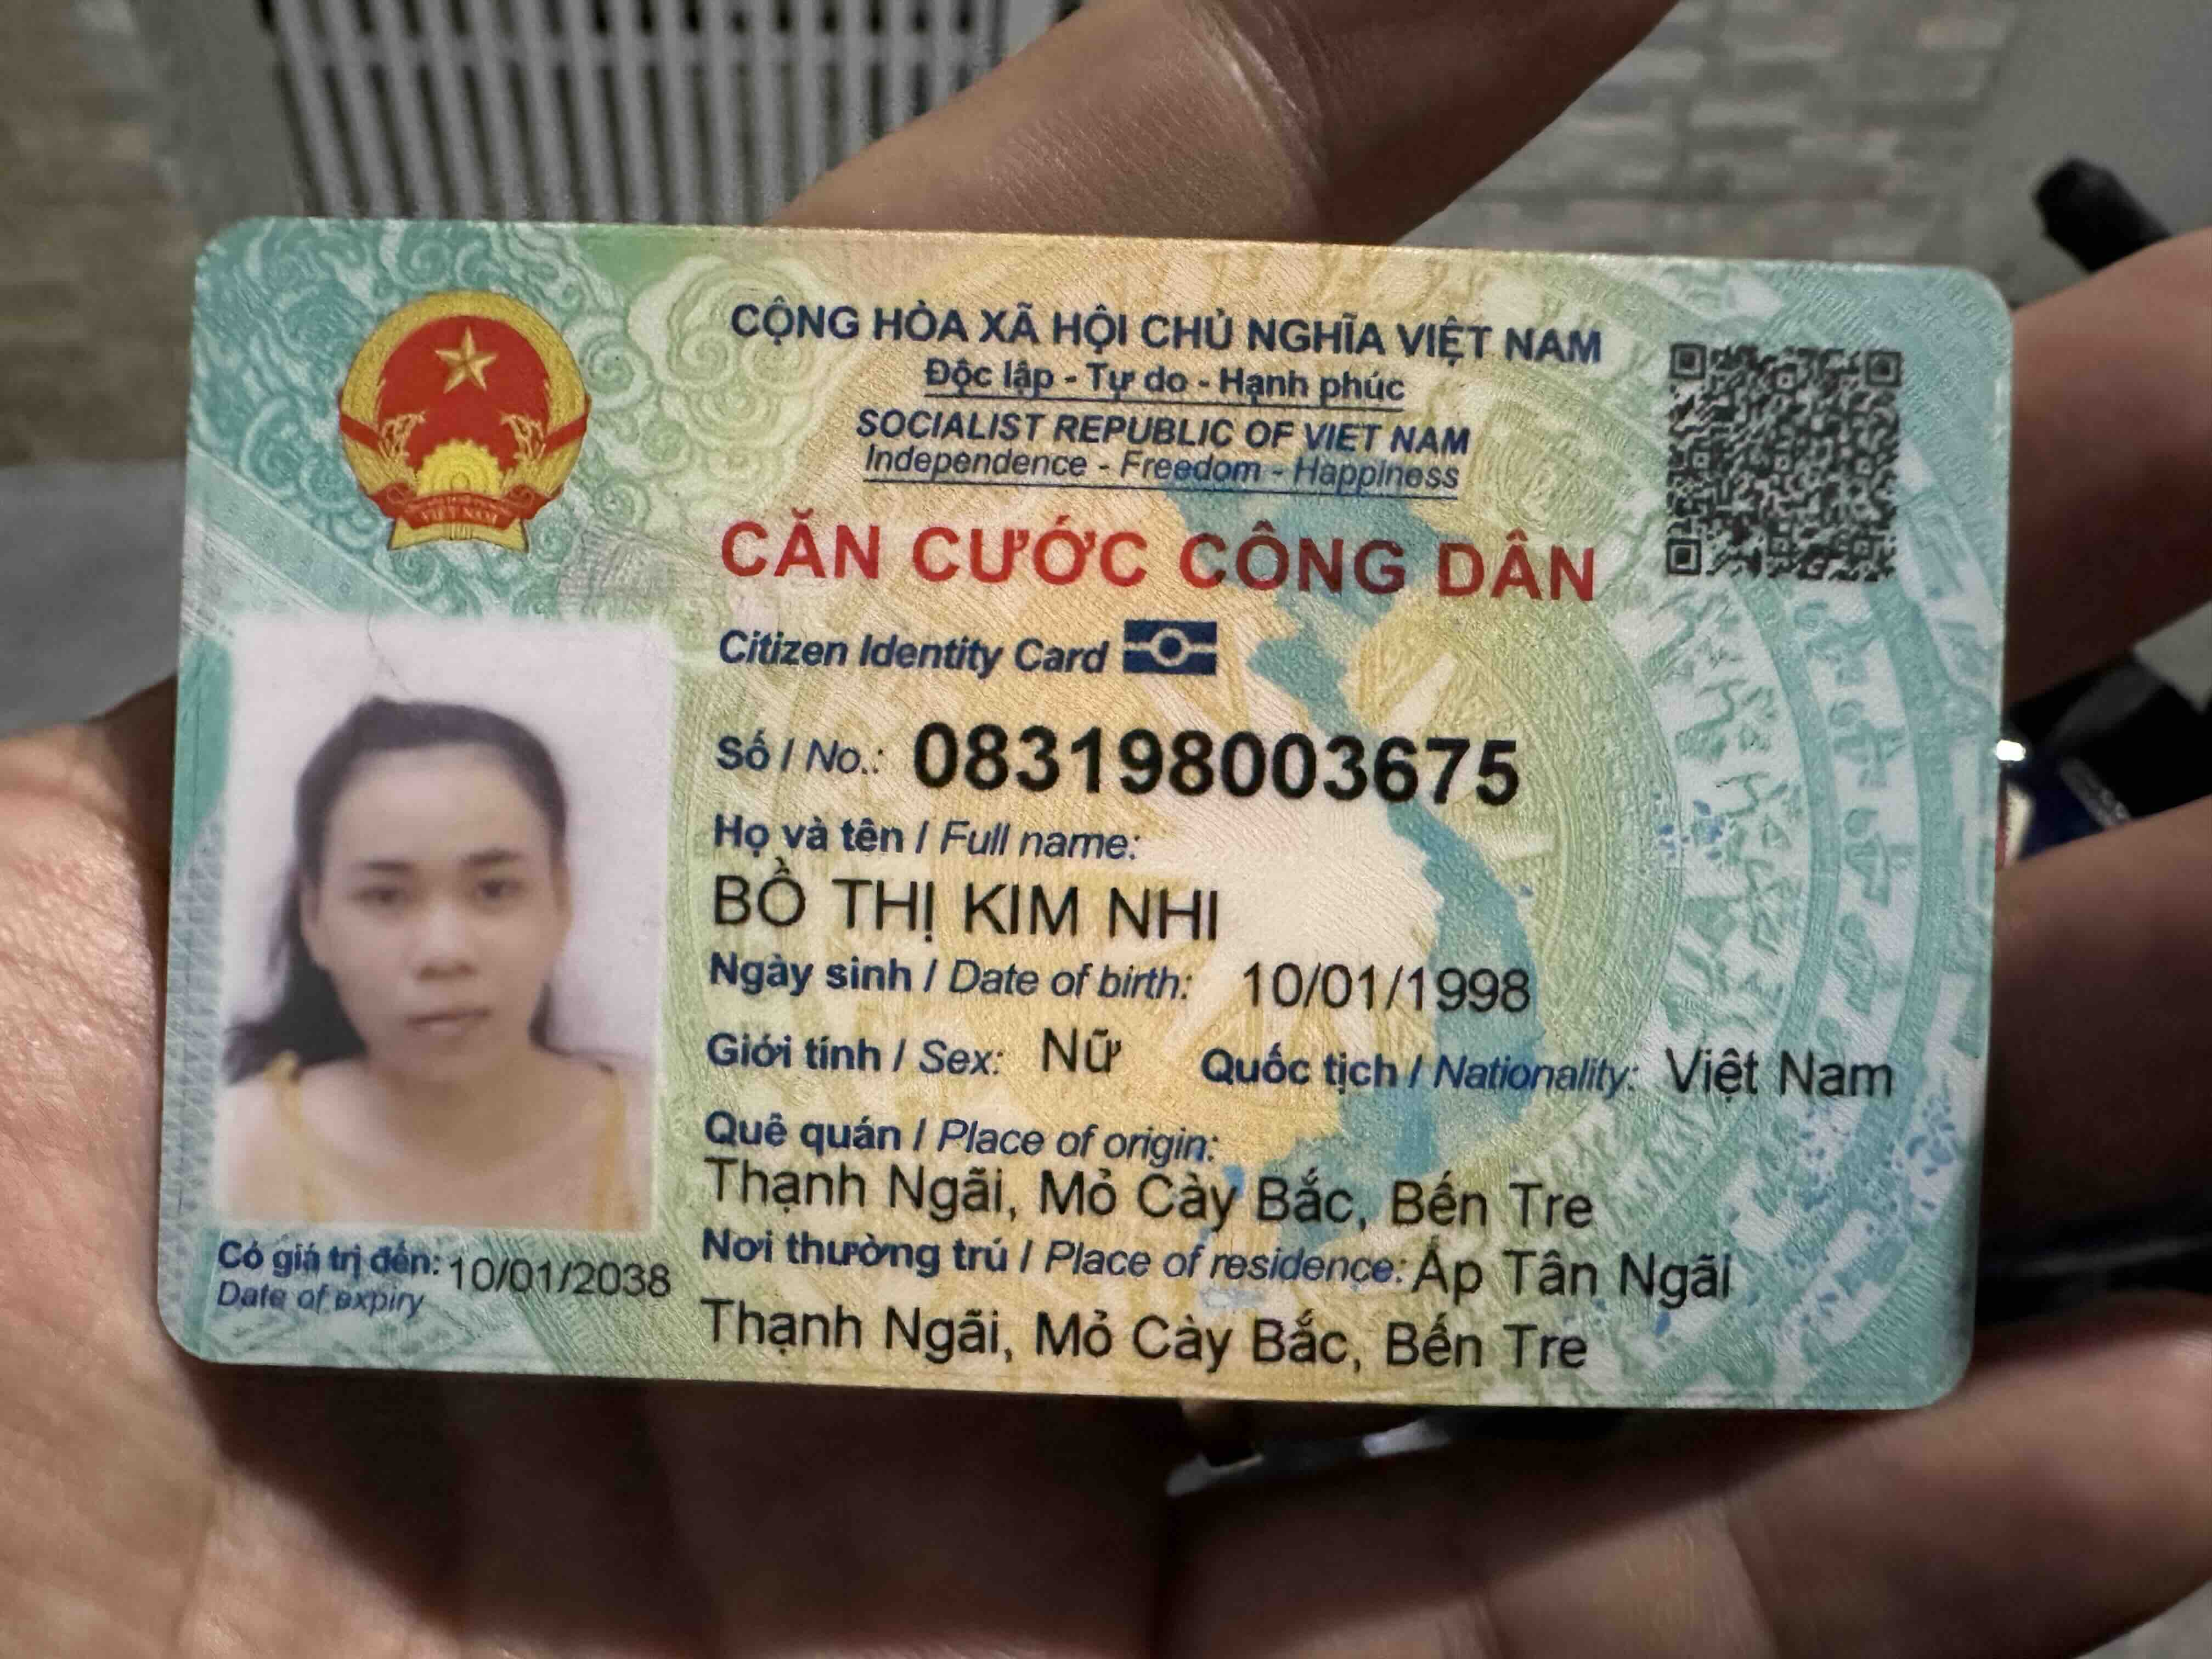 CỘNG HÒA XÃ HỘI CHỦ NGHĨA VIỆT NAM
Độc lập - Tự do - Hạnh phúc
SOCIALIST REPUBLIC OF VIET NAM
Independence - Freedom - Happiness
CĂN CƯỚC CÔNG DÂN
Citizen Identity Card
Số / No.: 083198003675
Họ và tên / Full name:
BỒ THỊ KIM NHI
Ngày sinh / Date of birth: 10/01/1998
Giới tính / Sex: Nữ Quốc tịch / Nationality: Việt Nam
Quê quán / Place of origin:
Thạnh Ngãi, Mỏ Cày Bắc, Bến Tre
Nơi thường trú / Place of residence: Ấp Tân Ngãi
Thạnh Ngãi, Mỏ Cày Bắc, Bến Tre
Có giá trị đến: 10/01/2038
Date of expiry
VIỆT NAM